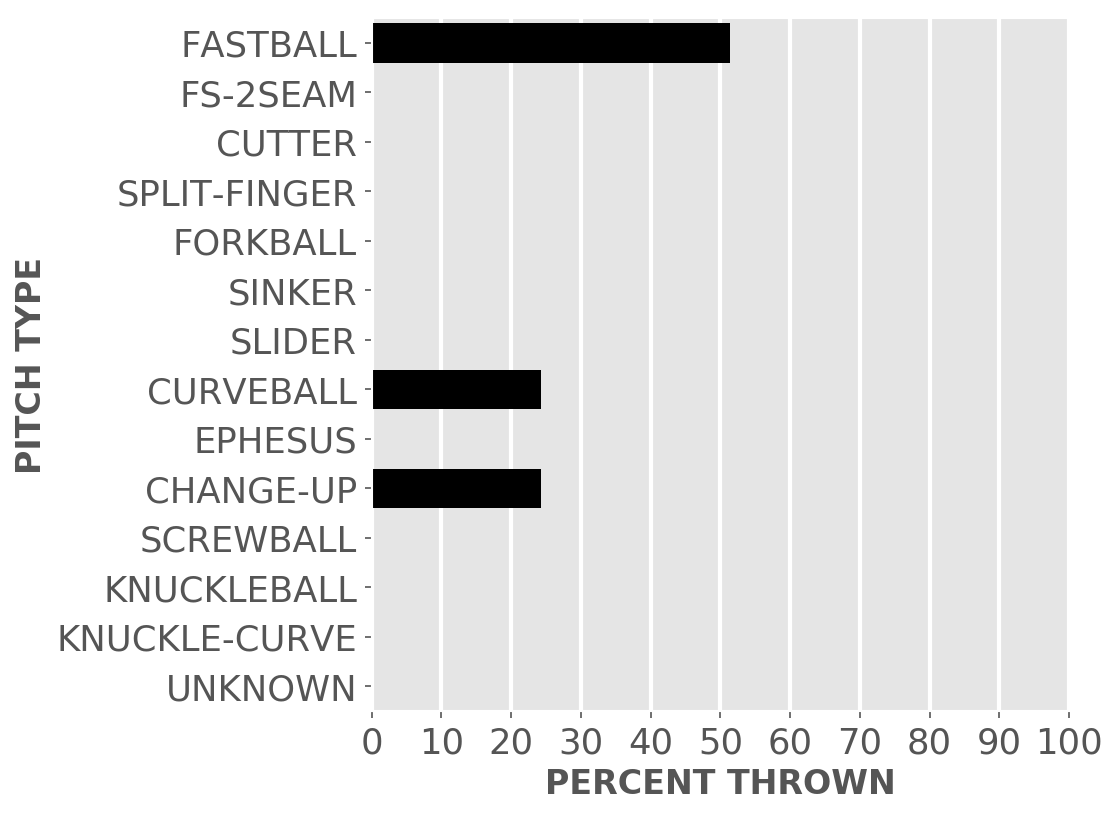 FASTBALL
FS-2SEAM
CUTTER
SPLIT-FINGER
FORKBALL
SINKER
SLIDER
CURVEBALL
EPHESUS
CHANGE-UP
SCREWBALL
KNUCKLEBALL
KNUCKLE-CURVE
UNKNOWN
PITCH TYPE
0 10 20 30 40 50 60 70 80 90 100
PERCENT THROWN